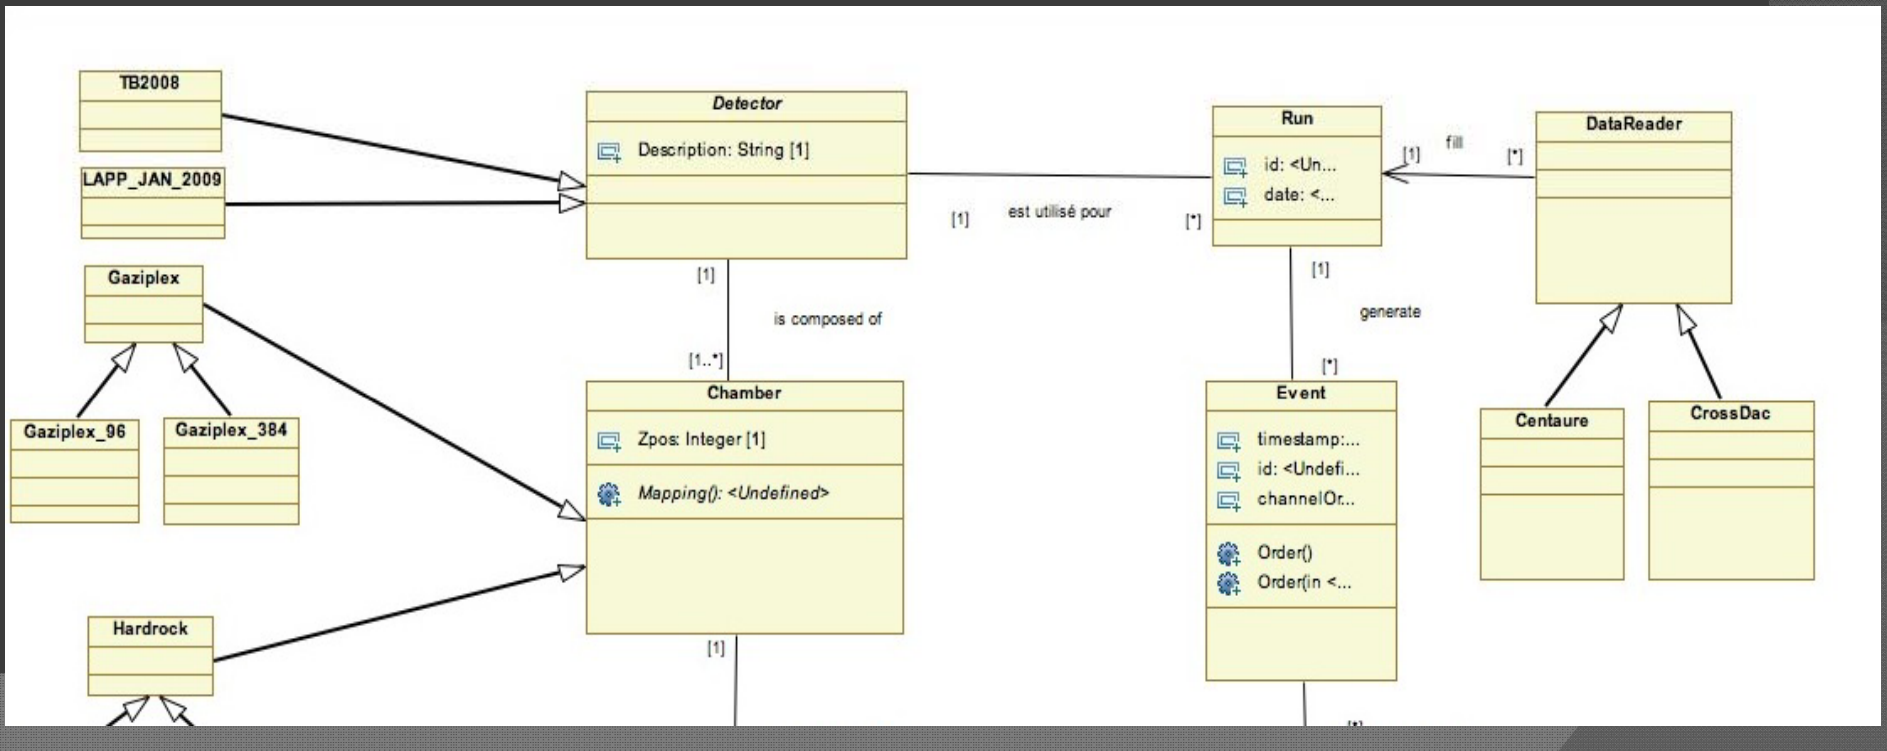 TB2008
LAPP_JAN_2009
Gaziplex
Gaziplex_96
Gaziplex_384
Hardrock
Detector
Description: String [1]
[1]
is composed of
[1..*]
Chamber
Zpos: Integer [1]
Mapping(): <Undefined>
[1]
[1]
est utilisé pour
[*]
Run
id: <Un...
date: <...
[1]
fill
[*]
DataReader
[1]
generate
[*]
Event
timestamp:...
id: <Undefi...
channelOr...
Order()
Order(in <...
Centaure
CrossDac